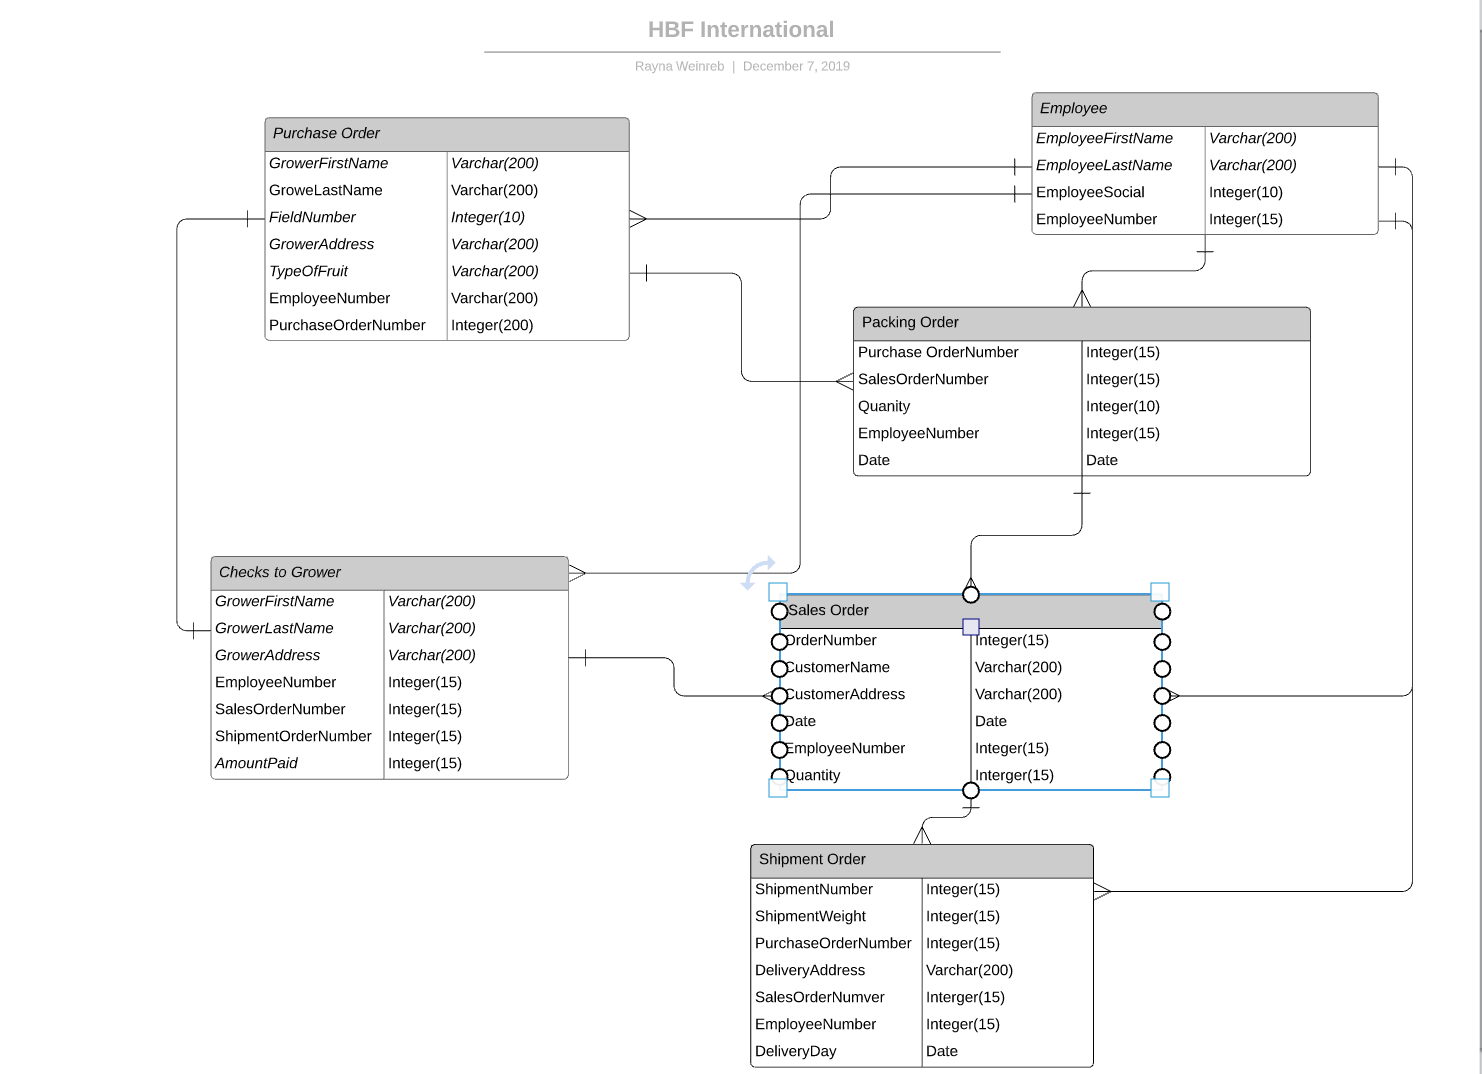 HBF International
Rayna Weinreb | December 7, 2019
Employee
EmployeeFirstName Varchar(200)
EmployeeLastName Varchar(200)
EmployeeSocial Integer(10)
EmployeeNumber Integer(15)
Purchase Order
GrowerFirstName Varchar(200)
GroweLastName Varchar(200)
FieldNumber Integer(10)
GrowerAddress Varchar(200)
TypeOfFruit Varchar(200)
EmployeeNumber Varchar(200)
PurchaseOrderNumber Integer(200)
Packing Order
Purchase OrderNumber Integer(15)
SalesOrderNumber Integer(15)
Quanity Integer(10)
EmployeeNumber Integer(15)
Date Date
Checks to Grower
GrowerFirstName Varchar(200)
GrowerLastName Varchar(200)
GrowerAddress Varchar(200)
EmployeeNumber Integer(15)
SalesOrderNumber Integer(15)
ShipmentOrderNumber Integer(15)
AmountPaid Integer(15)
Sales Order
OrderNumber Integer(15)
CustomerName Varchar(200)
CustomerAddress Varchar(200)
Date Date
EmployeeNumber Integer(15)
Quantity Interger(15)
Shipment Order
ShipmentNumber Integer(15)
ShipmentWeight Integer(15)
PurchaseOrderNumber Integer(15)
DeliveryAddress Varchar(200)
SalesOrderNumver Interger(15)
EmployeeNumber Integer(15)
DeliveryDay Date